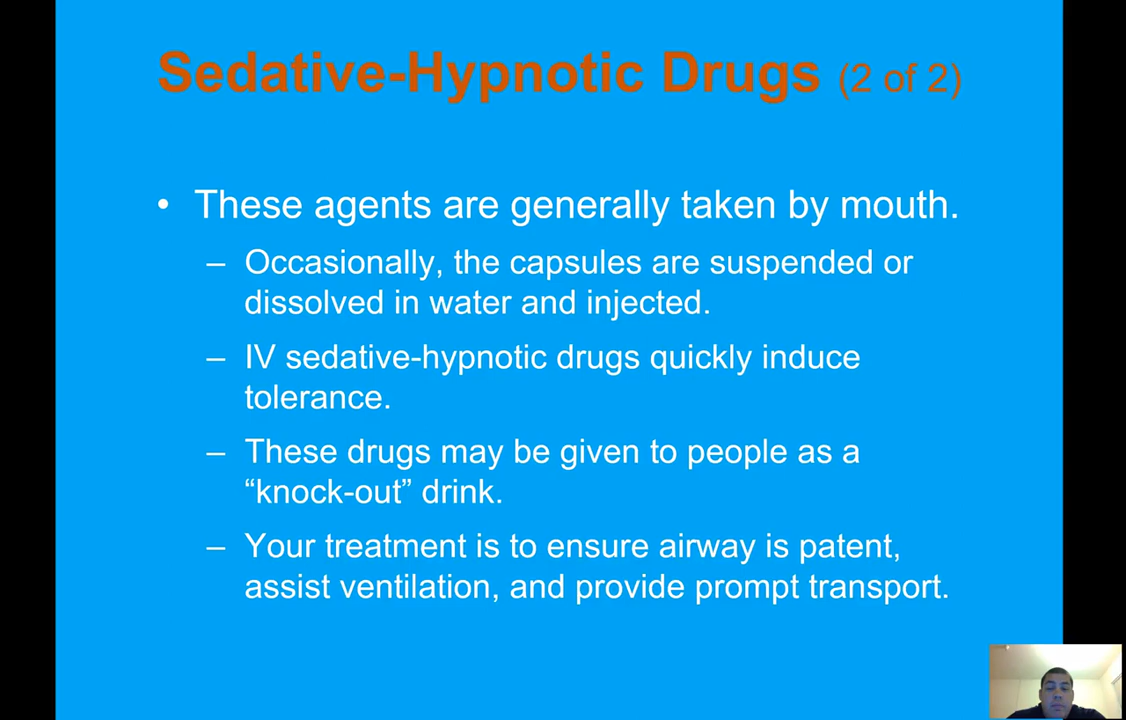 Sedative-Hypnotic Drugs (2 of 2)
• These agents are generally taken by mouth.
– Occasionally, the capsules are suspended or
dissolved in water and injected.
– IV sedative-hypnotic drugs quickly induce
tolerance.
– These drugs may be given to people as a
“knock-out” drink.
– Your treatment is to ensure airway is patent,
assist ventilation, and provide prompt transport.